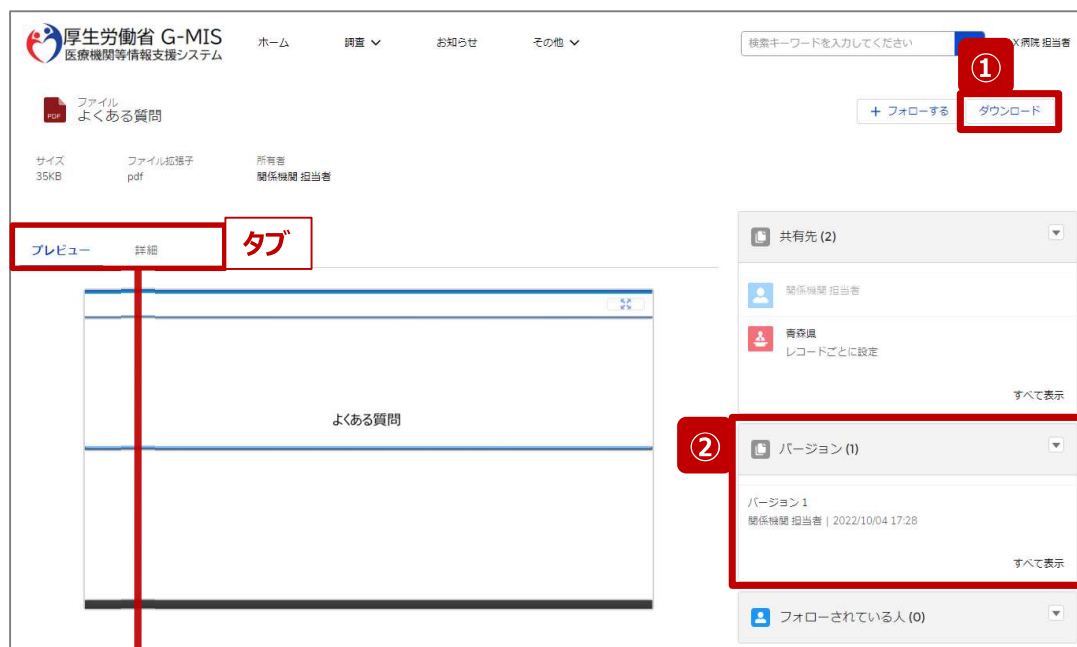 厚生労働省 G-MIS
医療機関等情報支援システム
ホーム
調査
お知らせ
その他
検索キーワードを入力してください
X病院 担当者
①
PDF
ファイル
よくある質問
+ フォローする
ダウンロード
サイズ
35KB
ファイル拡張子
pdf
所有者
関係機関 担当者
プレビュー
詳細
タブ
よくある質問
共有先 (2)
関係機関 担当者
青森県
レコードごとに設定
すべて表示
②
バージョン (1)
バージョン 1
関係機関 担当者 | 2022/10/04 17:28
すべて表示
フォローされている人 (0)